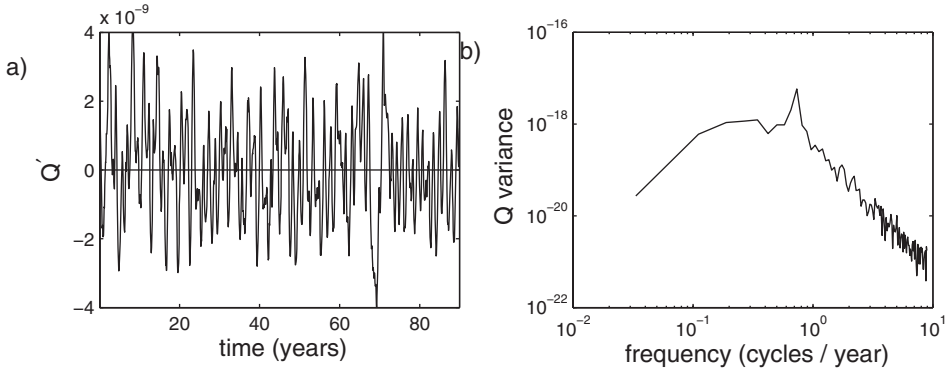 a)
x 10⁻⁹
4
2
0
−2
−4
Q′
20
40
60
80
time (years)
b)
10⁻¹⁶
10⁻¹⁸
10⁻²⁰
10⁻²²
Q variance
10⁻²
10⁻¹
10⁰
10¹
frequency (cycles / year)